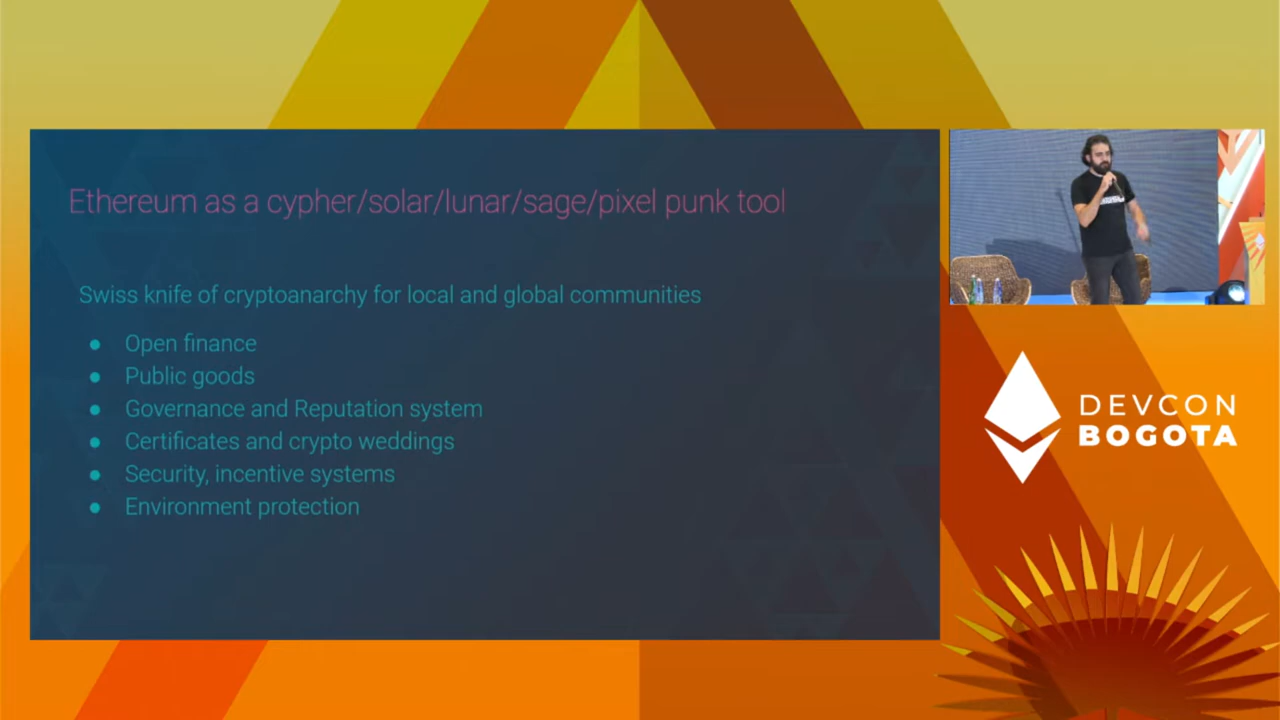 Ethereum as a cypher/solar/lunar/sage/pixel punk tool
Swiss knife of cryptoanarchy for local and global communities
● Open finance
● Public goods
● Governance and Reputation system
● Certificates and crypto weddings
● Security, incentive systems
● Environment protection
DEVCON
BOGOTA